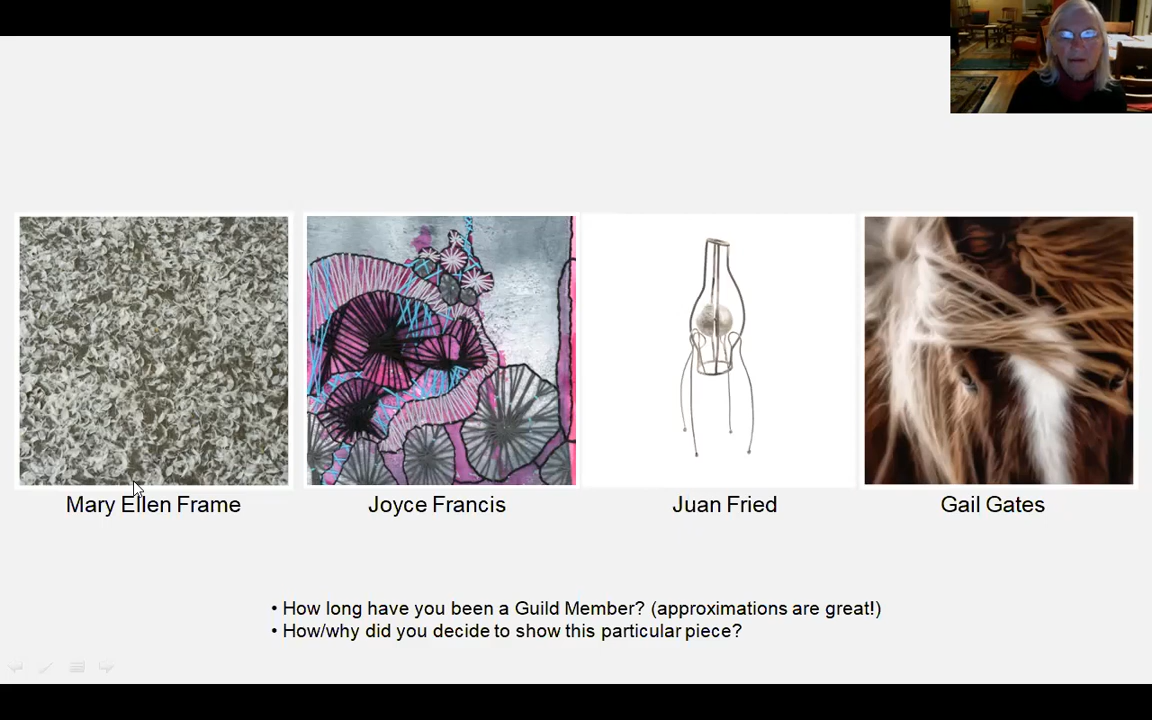 Mary Ellen Frame
Joyce Francis
Juan Fried
Gail Gates
• How long have you been a Guild Member? (approximations are great!)
• How/why did you decide to show this particular piece?